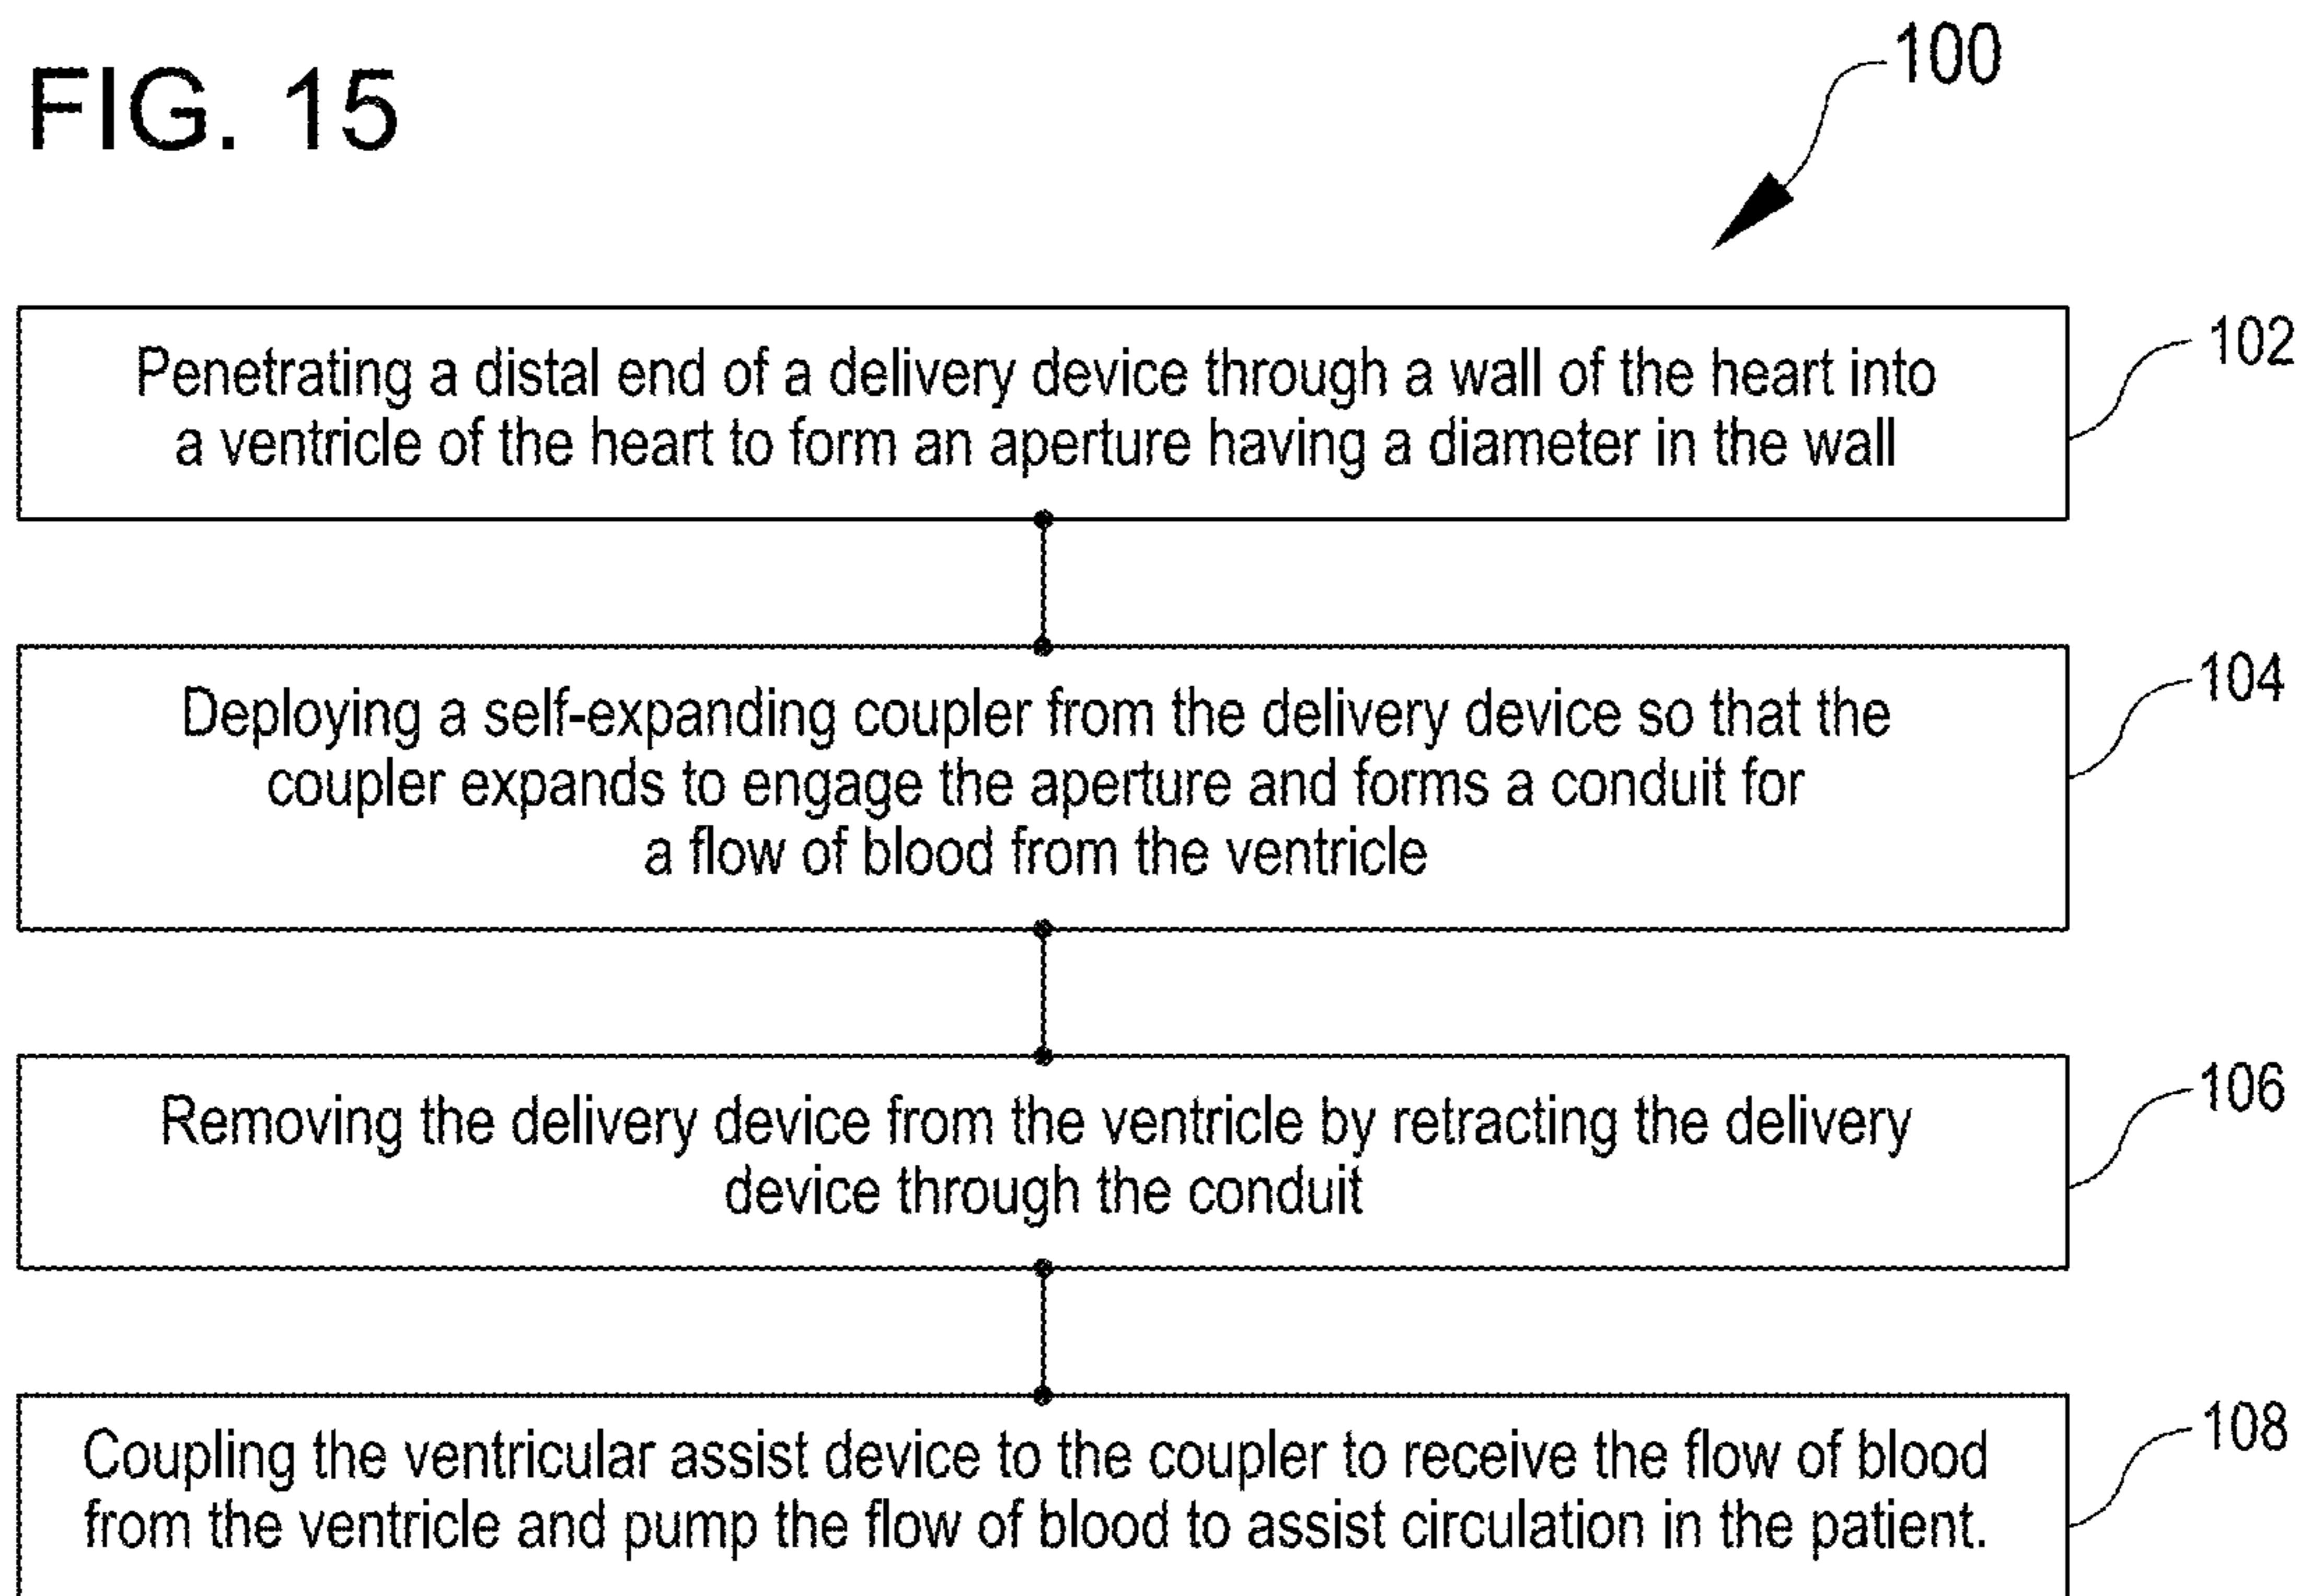 FIG. 15
100
Penetrating a distal end of a delivery device through a wall of the heart into
a ventricle of the heart to form an aperture having a diameter in the wall
102
Deploying a self-expanding coupler from the delivery device so that the
coupler expands to engage the aperture and forms a conduit for
a flow of blood from the ventricle
104
Removing the delivery device from the ventricle by retracting the delivery
device through the conduit
106
Coupling the ventricular assist device to the coupler to receive the flow of blood
from the ventricle and pump the flow of blood to assist circulation in the patient.
108